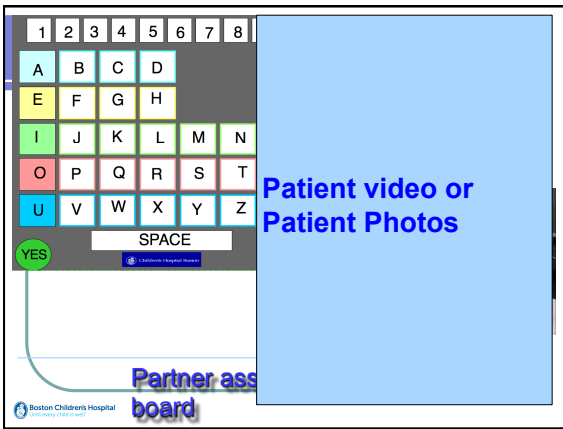 1 2 3 4 5 6 7 8
A B C D
E F G H
I J K L M N
O P Q R S T
U V W X Y Z
SPACE
YES
Children's Hospital Boston
Patient video or
Patient Photos
Partner ass
board
Boston Children's Hospital
Until every child is well